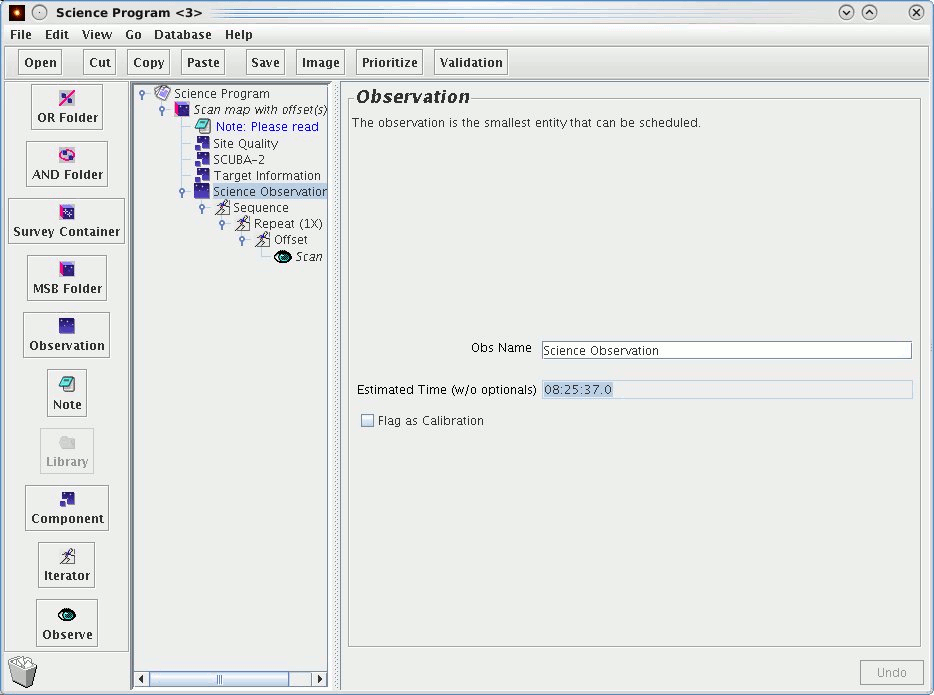 Science Program <3>
File Edit View Go Database Help
Open Cut Copy Paste Save Image Prioritize Validation
OR Folder
AND Folder
Survey Container
MSB Folder
Observation
Note
Library
Component
Iterator
Observe
Science Program
Scan map with offset(s)
Note: Please read
Site Quality
SCUBA-2
Target Information
Science Observation
Sequence
Repeat (1X)
Offset
Scan
Observation
The observation is the smallest entity that can be scheduled.
Obs Name Science Observation
Estimated Time (w/o optionals) 08:25:37.0
Flag as Calibration
Undo